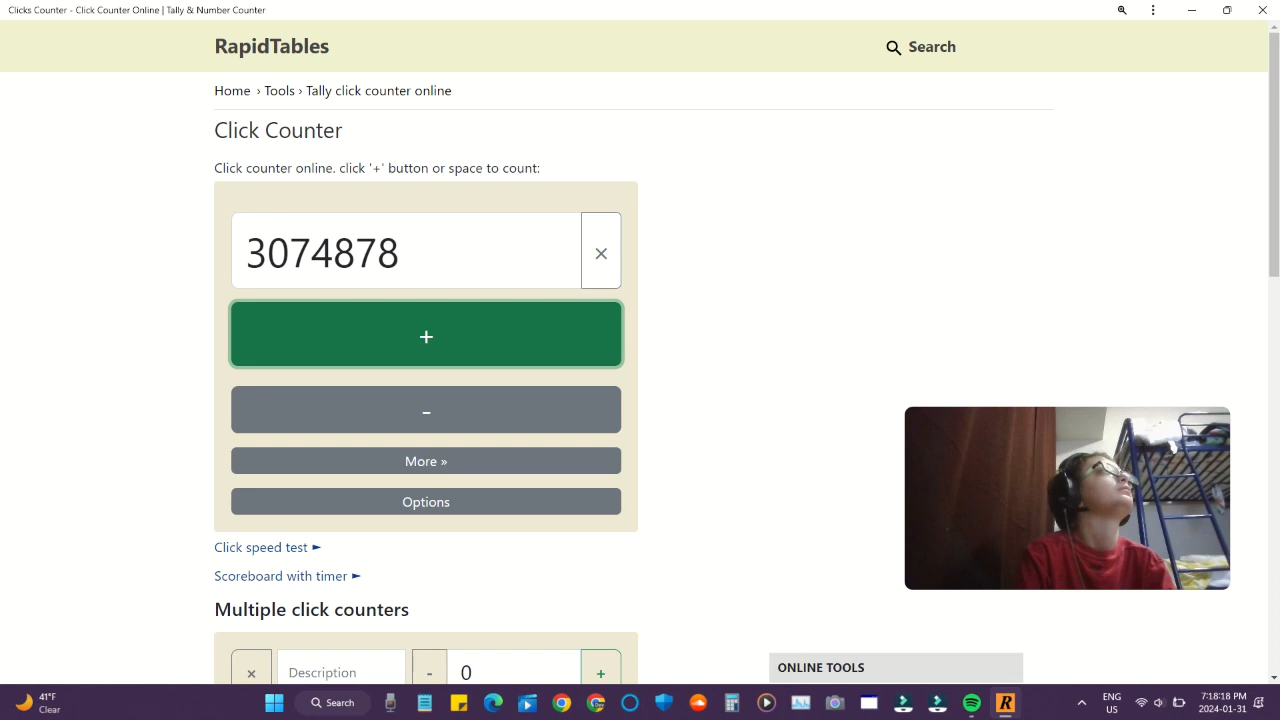 Clicks Counter - Click Counter Online | Tally & Number Counter
RapidTables
Search
Home › Tools › Tally click counter online
Click Counter
Click counter online. click '+' button or space to count:
3074878
×
+
-
More »
Options
Click speed test ►
Scoreboard with timer ►
Multiple click counters
× Description - 0 +
ONLINE TOOLS
41°F
Clear
Search
R
ENG
US
7:18:18 PM
2024-01-31